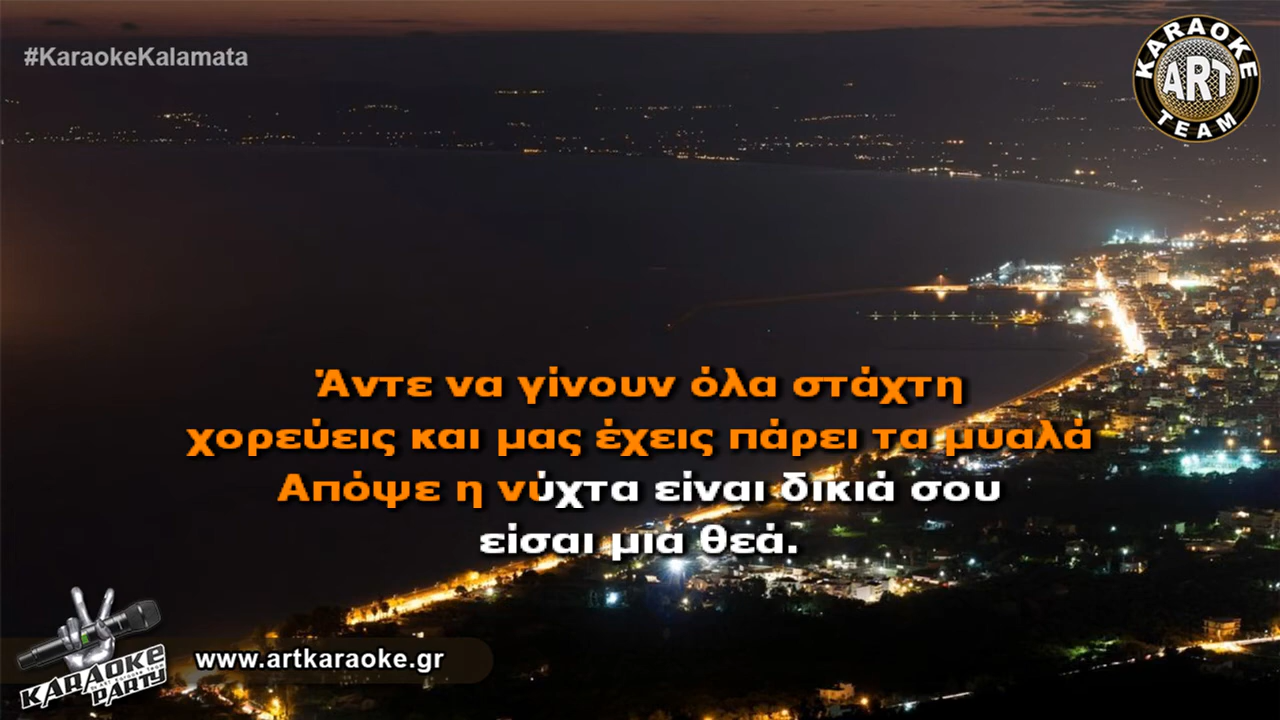 #KaraokeKalamata
KARAOKE
ART
TEAM
Άντε να γίνουν όλα στάχτη
χορεύεις και μας έχεις πάρει τα μυαλά
Απόψε η νύχτα είναι δικιά σου
είσαι μια θεά.
www.artkaraoke.gr
KARAOKE
PARTY